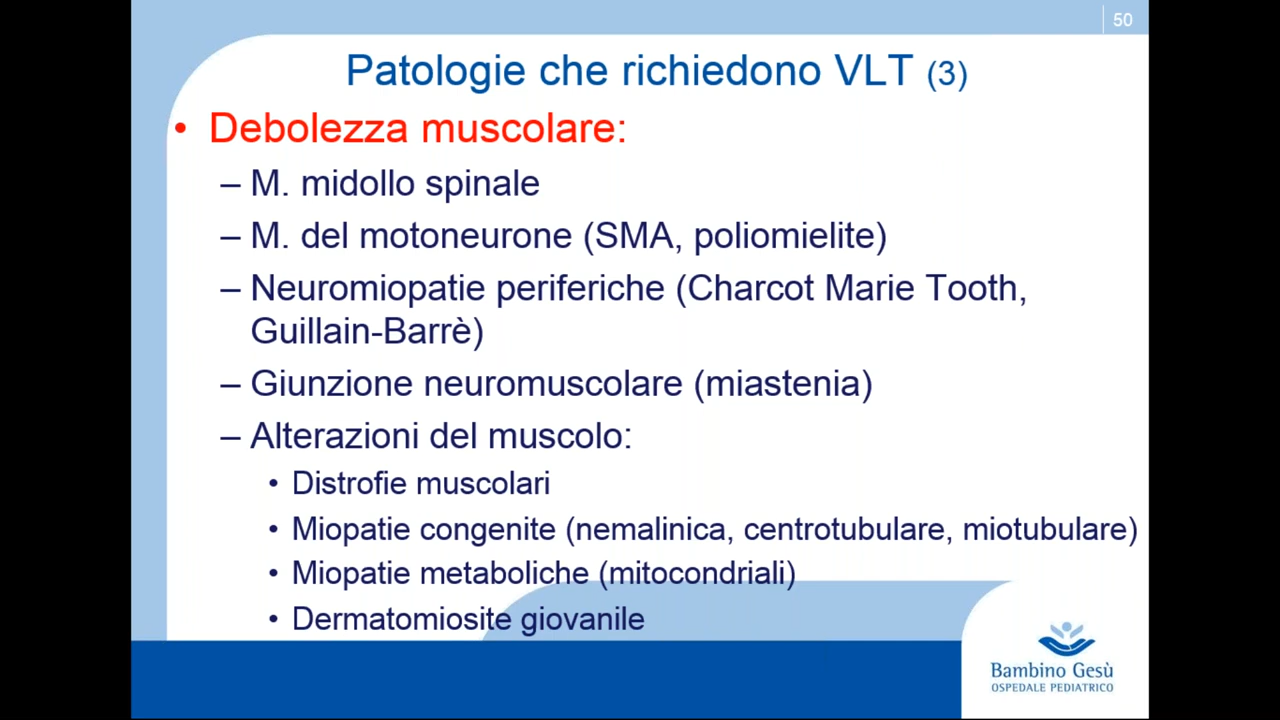 50
Patologie che richiedono VLT (3)
• Debolezza muscolare:
– M. midollo spinale
– M. del motoneurone (SMA, poliomielite)
– Neuromiopatie periferiche (Charcot Marie Tooth,
Guillain-Barrè)
– Giunzione neuromuscolare (miastenia)
– Alterazioni del muscolo:
• Distrofie muscolari
• Miopatie congenite (nemalinica, centrotubulare, miotubulare)
• Miopatie metaboliche (mitocondriali)
• Dermatomiosite giovanile
Bambino Gesù
OSPEDALE PEDIATRICO